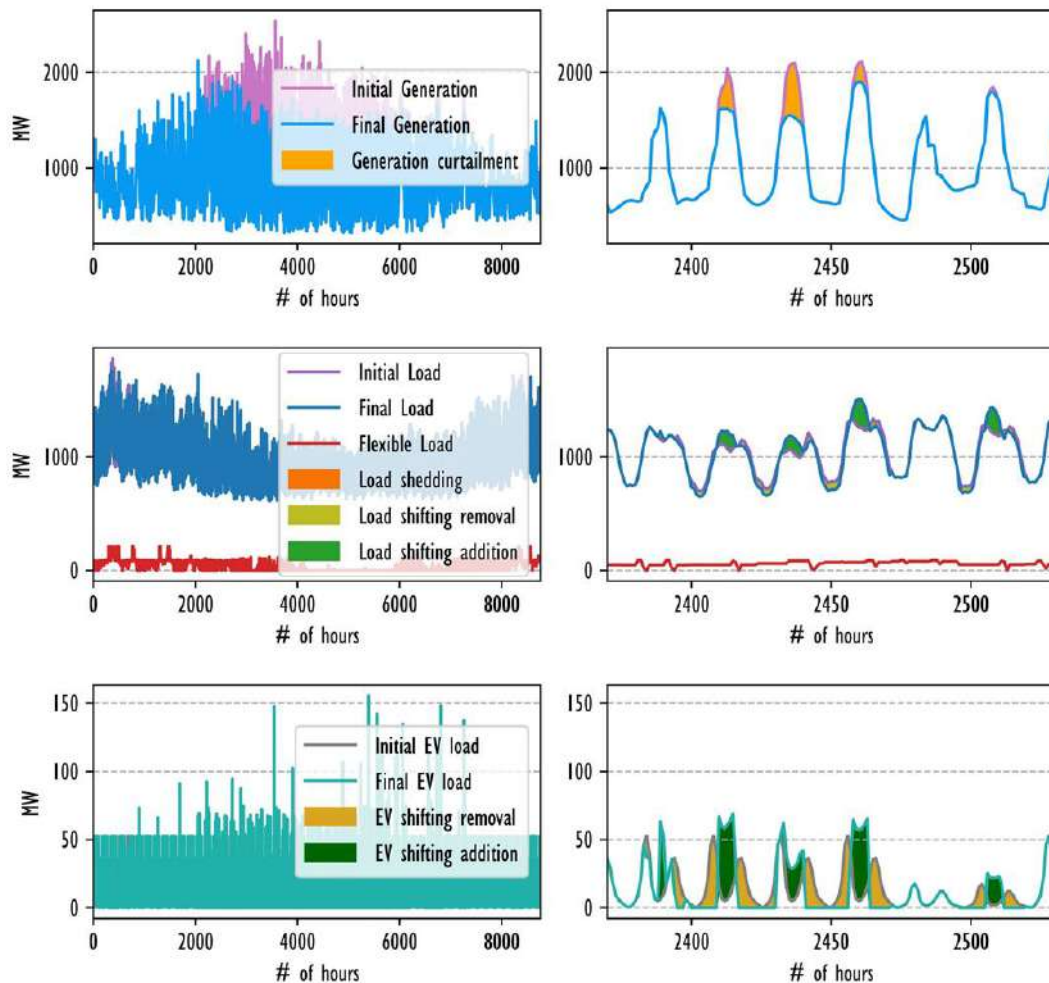 2000
1000
MW
Initial Generation
Final Generation
Generation curtailment
0 2000 4000 6000 8000
# of hours
2000
1000
2400 2450 2500
# of hours
1000
0
MW
Initial Load
Final Load
Flexible Load
Load shedding
Load shifting removal
Load shifting addition
0 2000 4000 6000 8000
# of hours
1000
0
2400 2450 2500
# of hours
150
100
50
0
MW
Initial EV load
Final EV load
EV shifting removal
EV shifting addition
0 2000 4000 6000 8000
# of hours
150
100
50
0
2400 2450 2500
# of hours